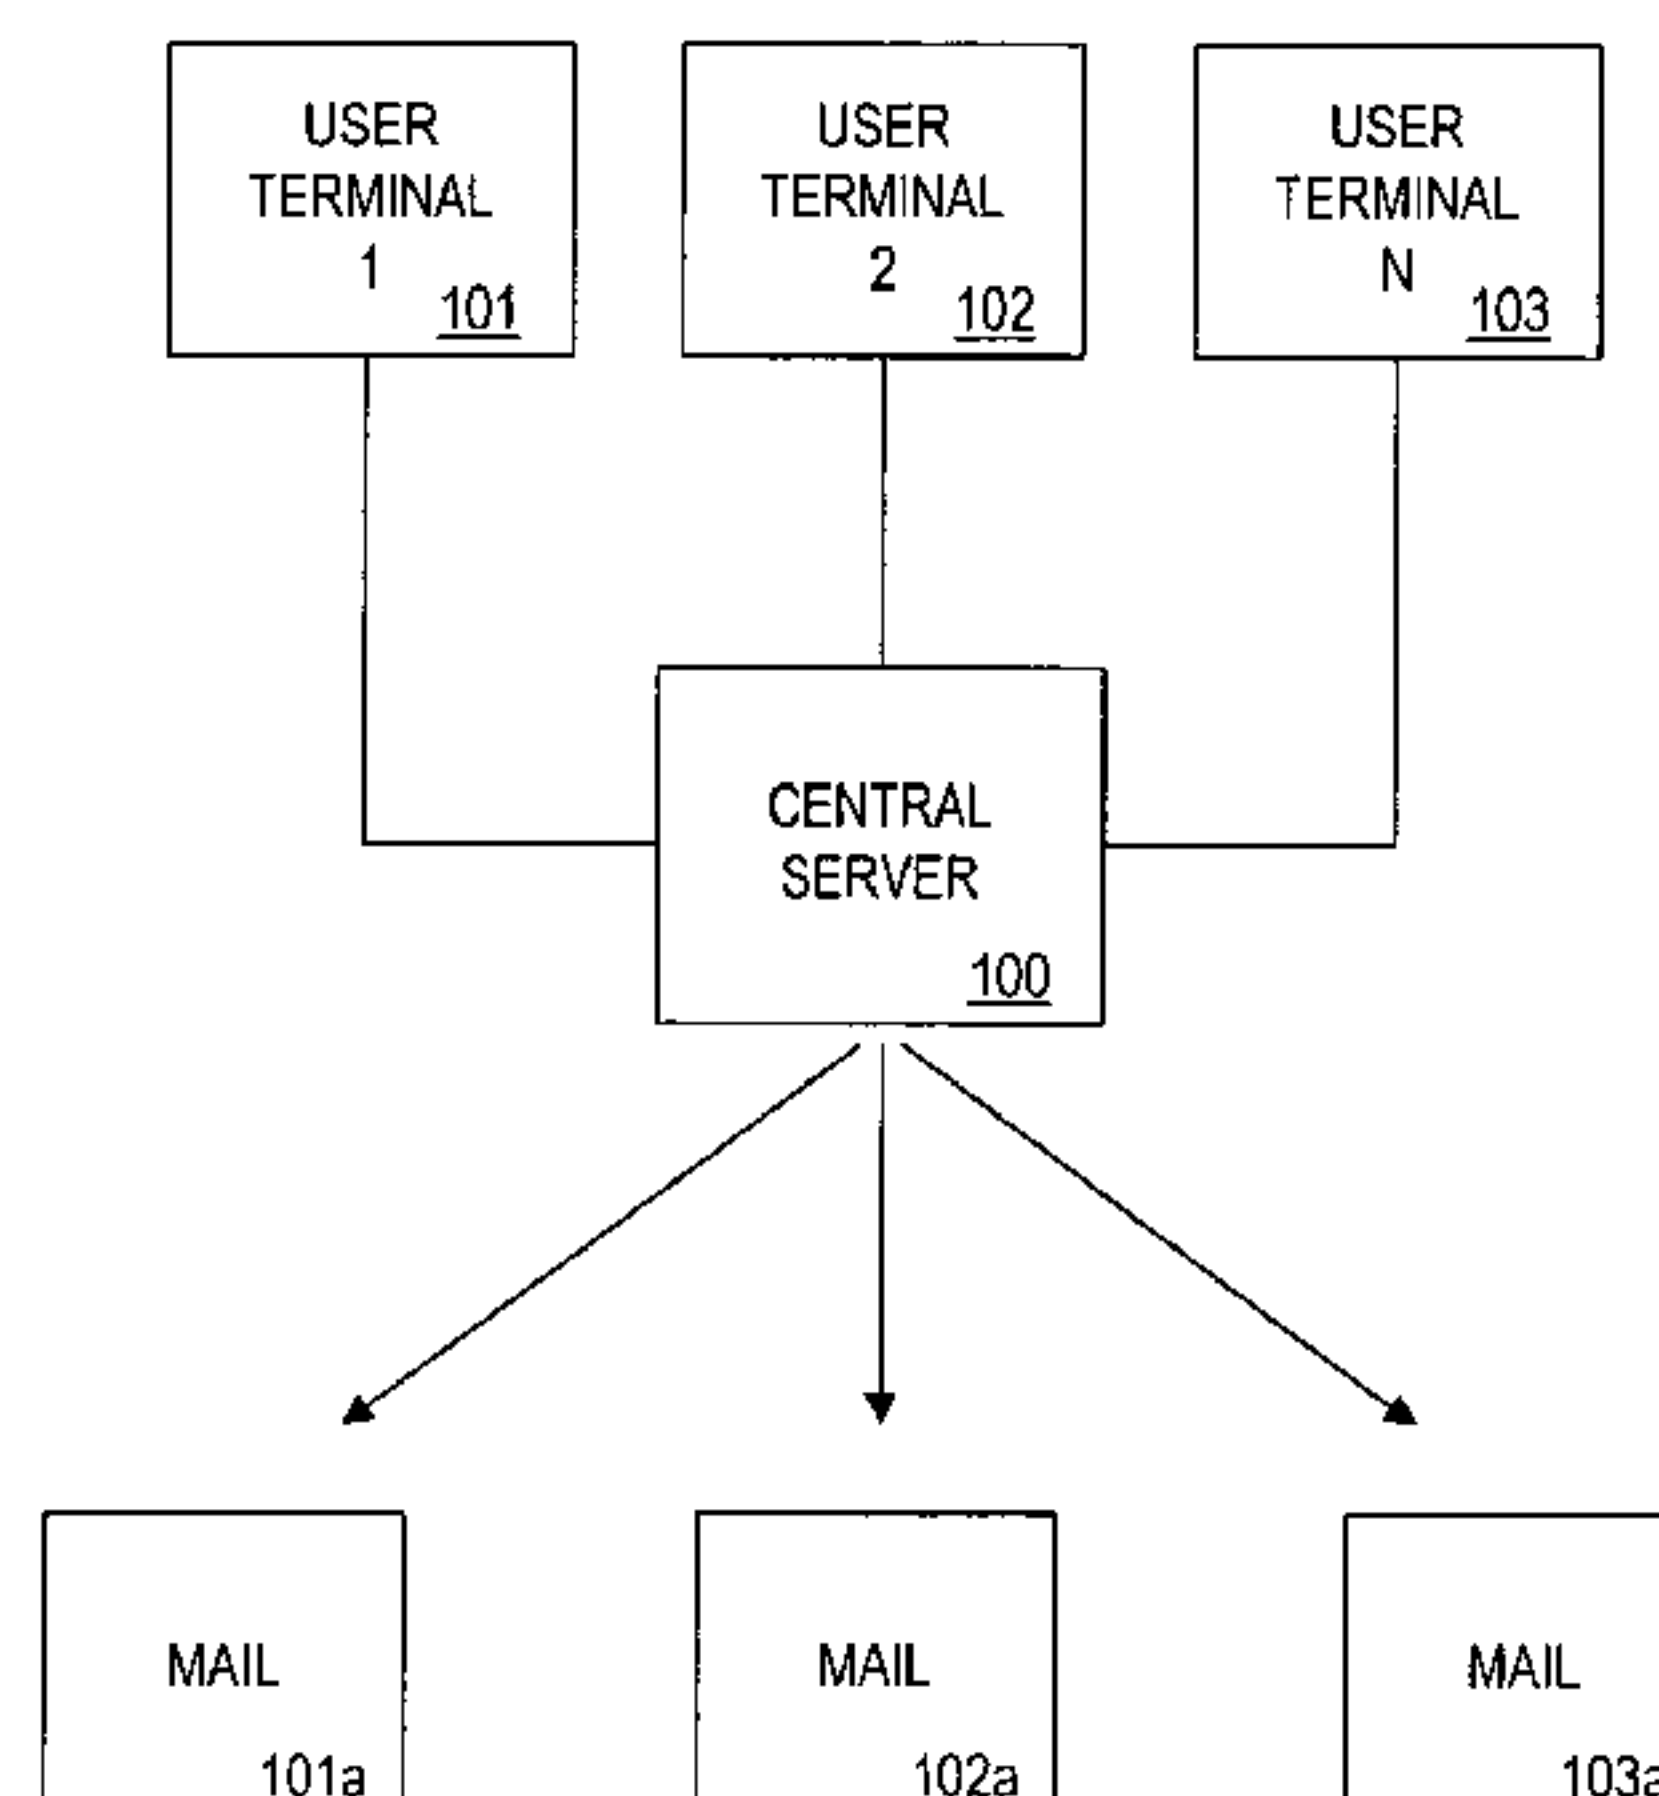 USER
TERMINAL
1
101
USER
TERMINAL
2
102
USER
TERMINAL
N
103
CENTRAL
SERVER
100
MAIL
101a
MAIL
102a
MAIL
103a